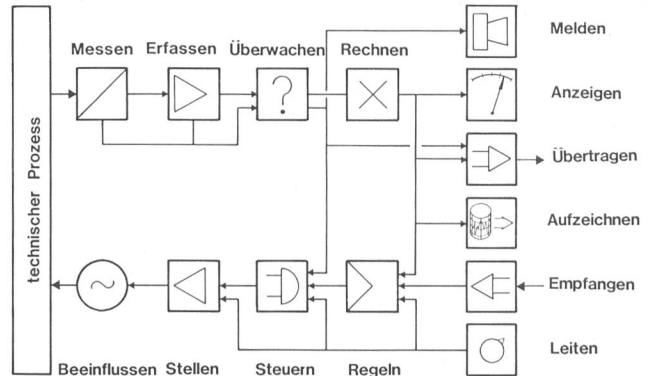 Melden
Messen Erfassen Überwachen Rechnen
Anzeigen
technischer Prozess
Übertragen
Aufzeichnen
Empfangen
Leiten
Beeinflussen Stellen Steuern Regeln